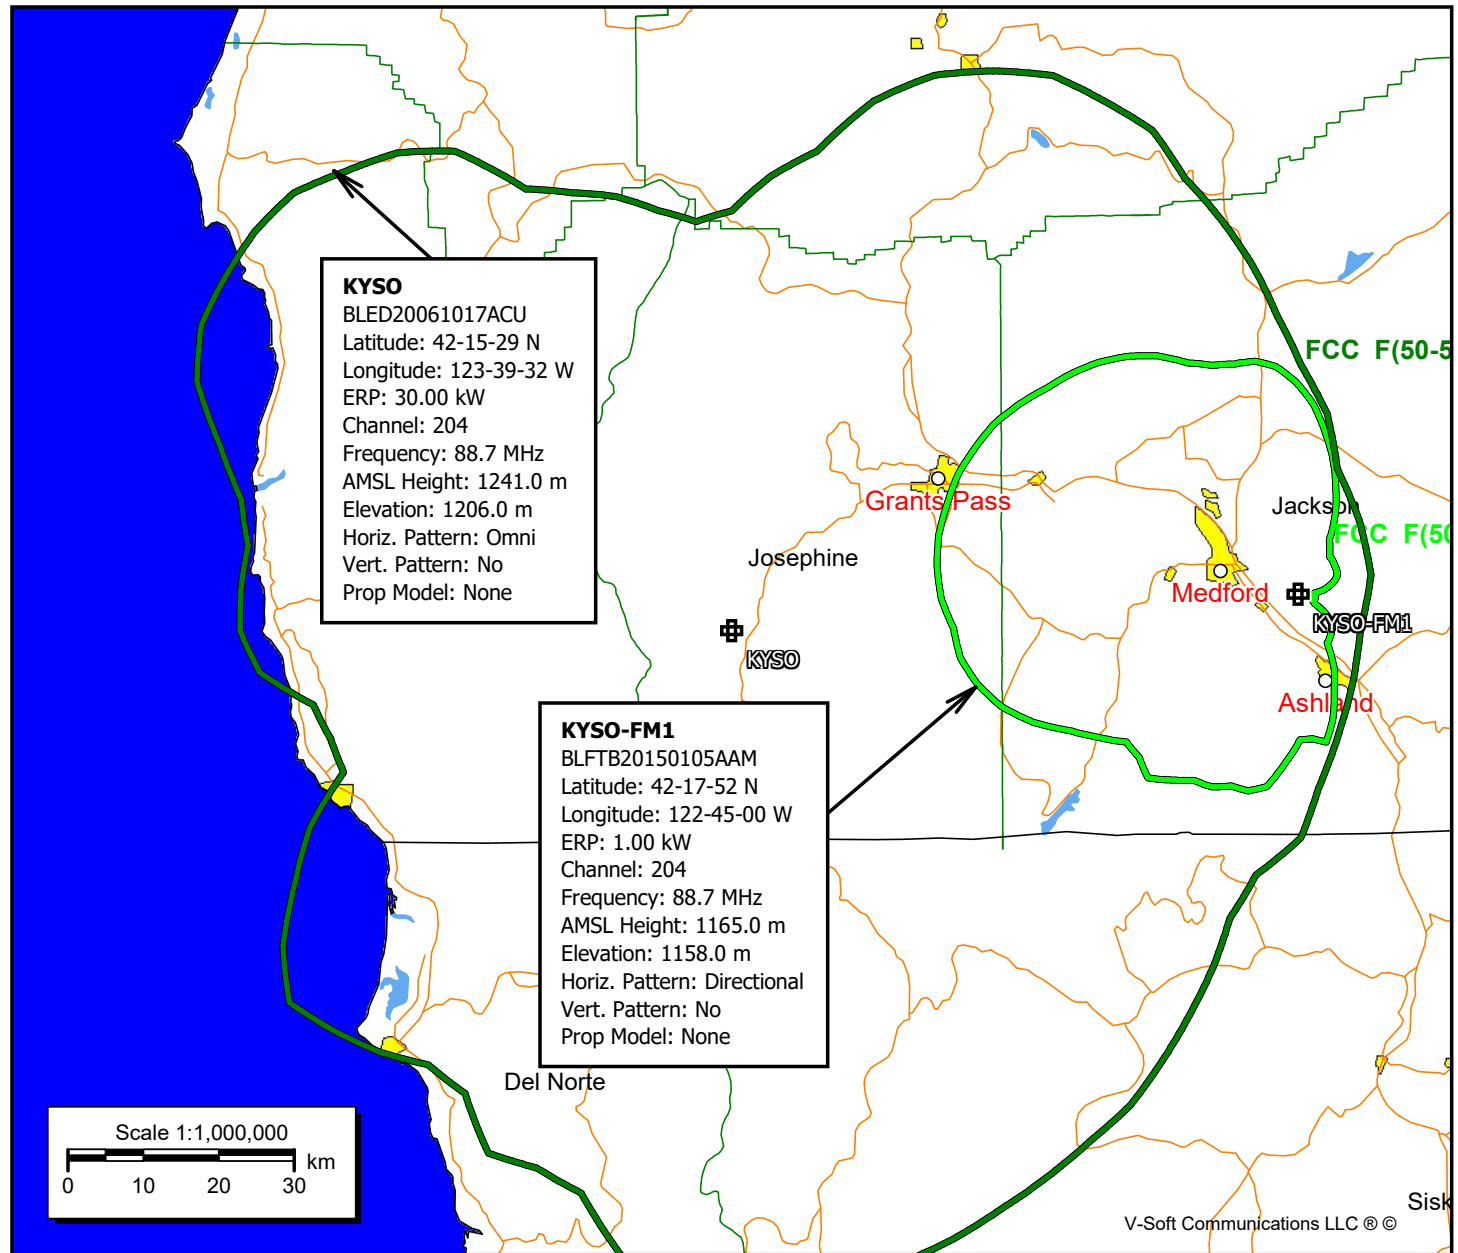 KYSO
BLED20061017ACU
Latitude: 42-15-29 N
Longitude: 123-39-32 W
ERP: 30.00 kW
Channel: 204
Frequency: 88.7 MHz
AMSL Height: 1241.0 m
Elevation: 1206.0 m
Horiz. Pattern: Omni
Vert. Pattern: No
Prop Model: None
FCC F(50-5
Grants Pass
Jackson
FCC F(50
Josephine
Medford
KYSO-FM1
KYSO
Ashland
KYSO-FM1
BLFTB20150105AAM
Latitude: 42-17-52 N
Longitude: 122-45-00 W
ERP: 1.00 kW
Channel: 204
Frequency: 88.7 MHz
AMSL Height: 1165.0 m
Elevation: 1158.0 m
Horiz. Pattern: Directional
Vert. Pattern: No
Prop Model: None
Del Norte
Scale 1:1,000,000
km
0 10 20 30
Sisk
V-Soft Communications LLC ® ©